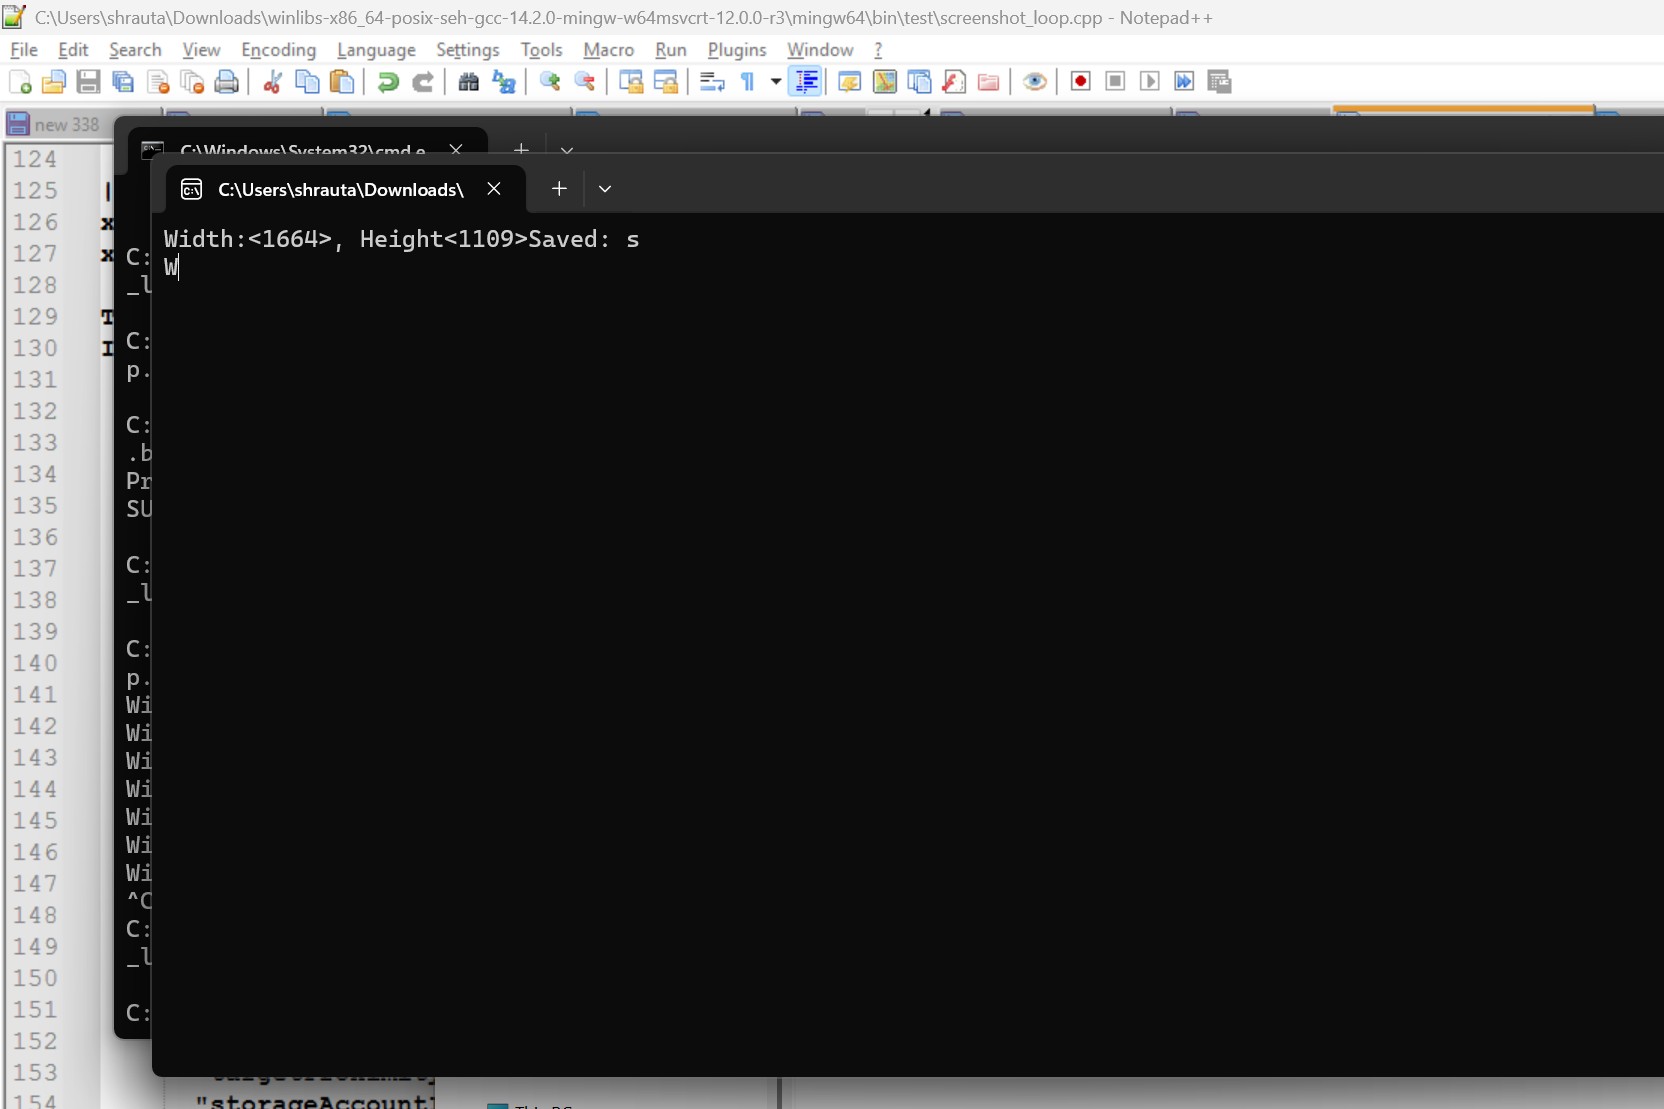 C:\Users\shrauta\Downloads\winlibs-x86_64-posix-seh-gcc-14.2.0-mingw-w64msvcrt-12.0.0-r3\mingw64\bin\test\screenshot_loop.cpp - Notepad++
File Edit Search View Encoding Language Settings Tools Macro Run Plugins Window ?
new 338
C:\Windows\System32\cmd.e
C:\Users\shrauta\Downloads\
Width:<1664>, Height<1109>Saved: s
W
124
125 |
126 x
127 x
128
129 T
130 I
131
132
133
134
135
136
137
138
139
140
141
142
143
144
145
146
147
148
149
150
151
152
153
154
C:
_l
C:
p.
C:
.b
Pr
SU
C:
_l
C:
p.
Wi
Wi
Wi
Wi
Wi
Wi
Wi
^C
C:
_l
C:
"storageAccount